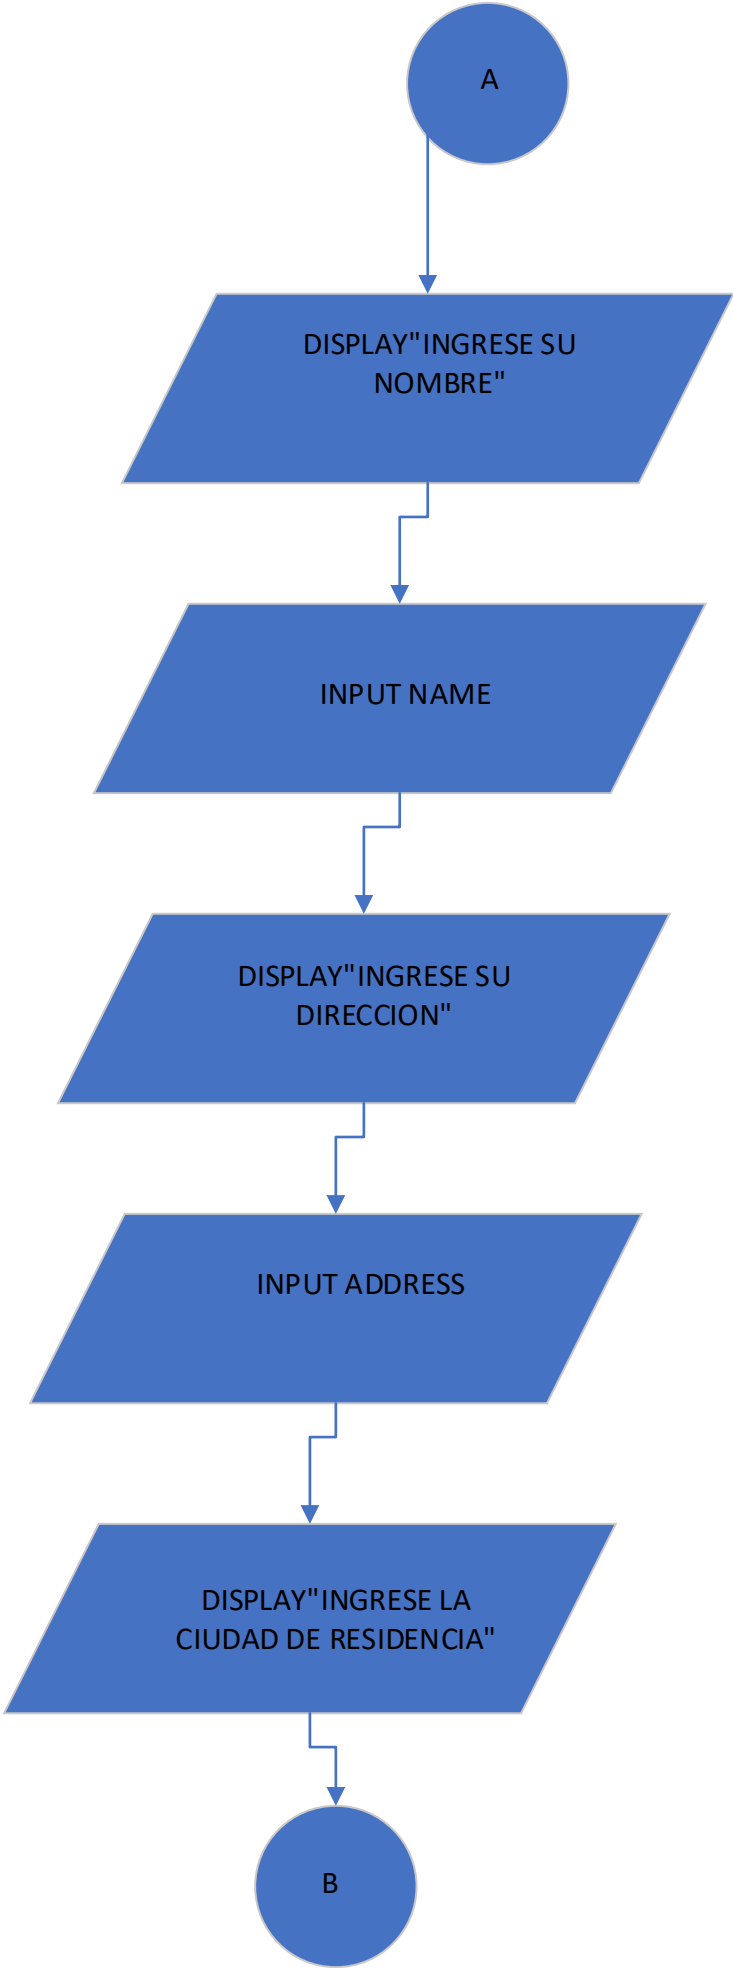 A
DISPLAY"INGRESE SU
NOMBRE"
INPUT NAME
DISPLAY"INGRESE SU
DIRECCION"
INPUT ADDRESS
DISPLAY"INGRESE LA
CIUDAD DE RESIDENCIA"
B